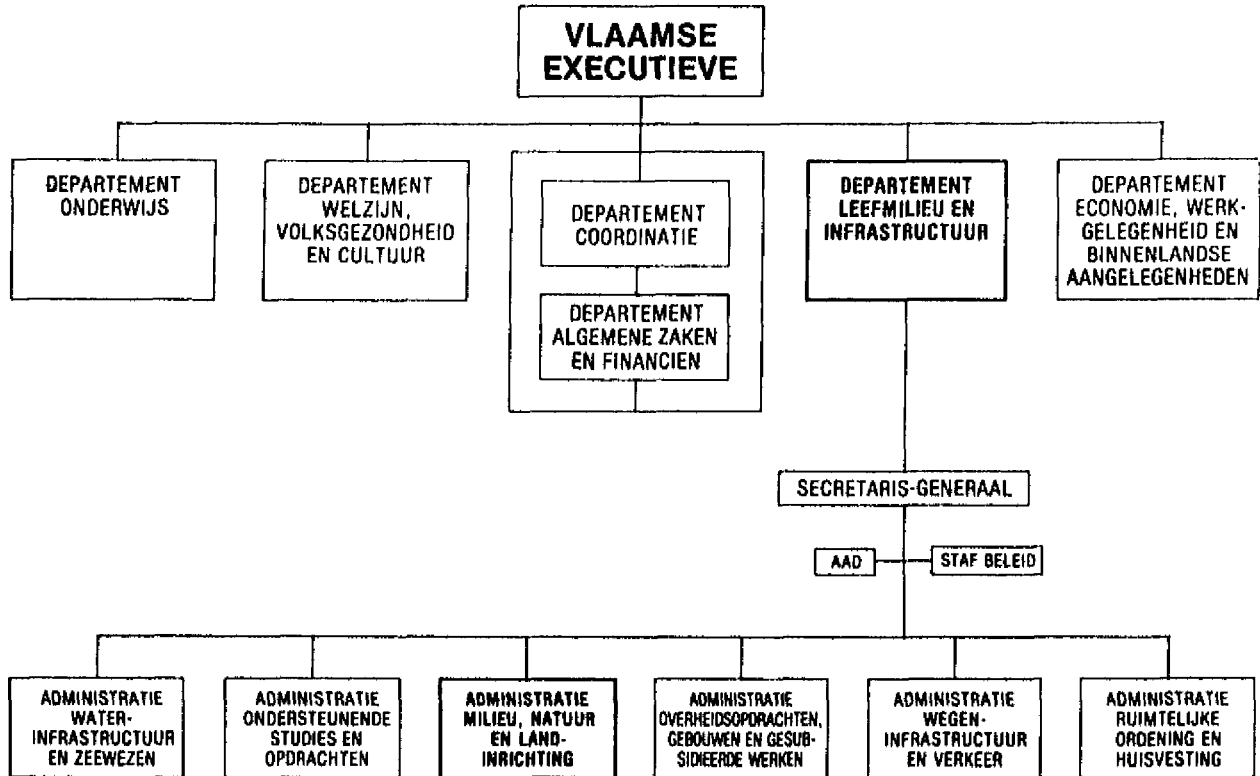 VLAAMSE
EXECUTIEVE
DEPARTEMENT
ONDERWIJS
DEPARTEMENT
WELZIJN,
VOLKSGEZONDHEID
EN CULTUUR
DEPARTEMENT
COORDINATIE
DEPARTEMENT
ALGEMENE ZAKEN
EN FINANCIEN
DEPARTEMENT
LEEFMILIEU EN
INFRASTRUCTUUR
DEPARTEMENT
ECONOMIE, WERK-
GELEGENHEID EN
BINNENLANDSE
AANGELEGENHEDEN
SECRETARIS-GENERAAL
AAD
STAF BELEID
ADMINISTRATIE
WATER-
INFRASTRUCTUUR
EN ZEEWEZEN
ADMINISTRATIE
ONDERSTEUNENDE
STUDIES EN
OPDRACHTEN
ADMINISTRATIE
MILIEU, NATUUR
EN LAND-
INRICHTING
ADMINISTRATIE
OVERHEIDSOPDRACHTEN,
GEBOUWEN EN GESUB-
SIDIEERDE WERKEN
ADMINISTRATIE
WEGEN-
INFRASTRUCTUUR
EN VERKEER
ADMINISTRATIE
RUIMTELIJKE
ORDENING EN
HUISVESTING